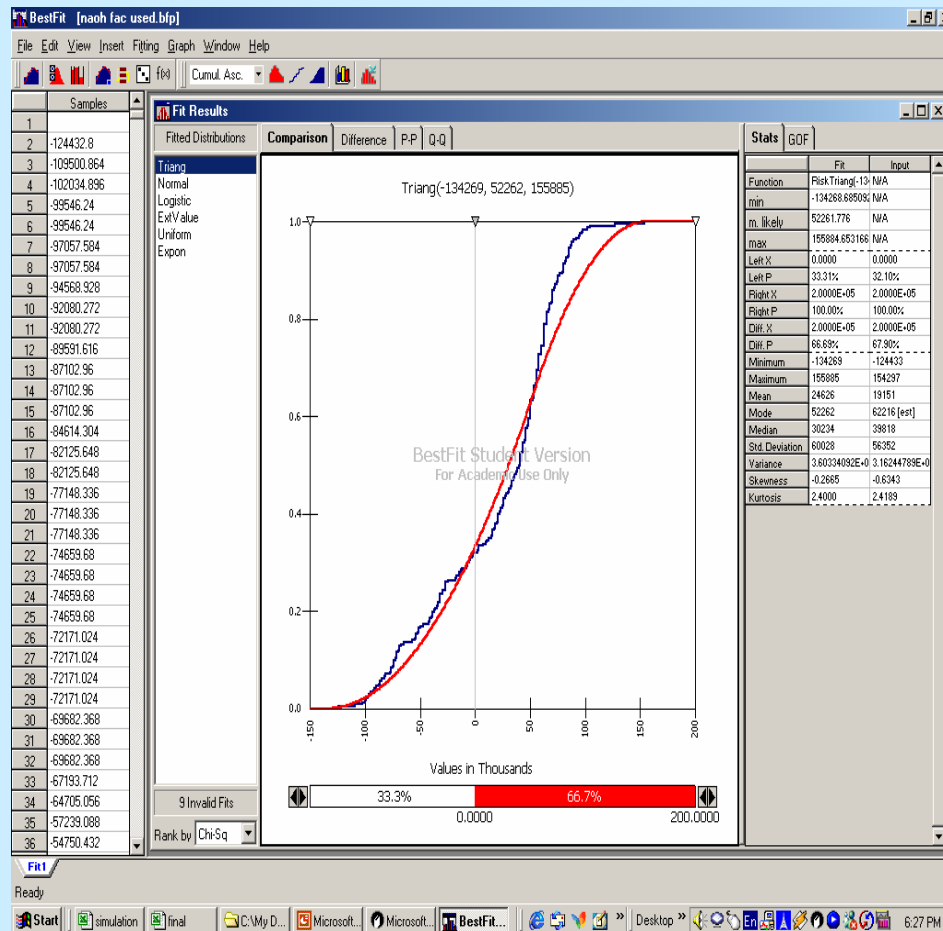 BestFit [naoh fac used.bfp]
File Edit View Insert Fitting Graph Window Help
f(x) Cumul. Asc.
Samples
1
2 -124432.8
3 -109500.864
4 -102034.896
5 -99546.24
6 -99546.24
7 -97057.584
8 -97057.584
9 -94568.928
10 -92080.272
11 -92080.272
12 -89591.616
13 -87102.96
14 -87102.96
15 -87102.96
16 -84614.304
17 -82125.648
18 -82125.648
19 -77148.336
20 -77148.336
21 -77148.336
22 -74659.68
23 -74659.68
24 -74659.68
25 -74659.68
26 -72171.024
27 -72171.024
28 -72171.024
29 -72171.024
30 -69682.368
31 -69682.368
32 -69682.368
33 -67193.712
34 -64705.056
35 -57239.088
36 -54750.432
Fit Results
Fitted Distributions
Triang
Normal
Logistic
ExtValue
Uniform
Expon
9 Invalid Fits
Rank by Chi-Sq
Comparison Difference P-P Q-Q
Triang(-134269, 52262, 155885)
1.0
0.8
0.6
0.4
0.2
0.0
BestFit Student Version
For Academic Use Only
-150 -100 -50 0 50 100 150 200
Values in Thousands
33.3% 66.7%
0.0000 200.0000
Stats GOF
Fit Input
Function RiskTriang(-13 N/A
min -134268.685092 N/A
m. likely 52261.776 N/A
max 155884.653166 N/A
Left X 0.0000 0.0000
Left P 33.31% 32.10%
Right X 2.0000E+05 2.0000E+05
Right P 100.00% 100.00%
Diff. X 2.0000E+05 2.0000E+05
Diff. P 66.69% 67.90%
Minimum -134269 -124433
Maximum 155885 154297
Mean 24626 19151
Mode 52262 62216 [est]
Median 30234 39818
Std. Deviation 60028 56352
Variance 3.60334092E+0 3.16244789E+0
Skewness -0.2665 -0.6343
Kurtosis 2.4000 2.4189
Fit1
Ready
Start simulation final C:\My D... Microsoft... Microsoft... BestFit... » Desktop » En 6:27 PM